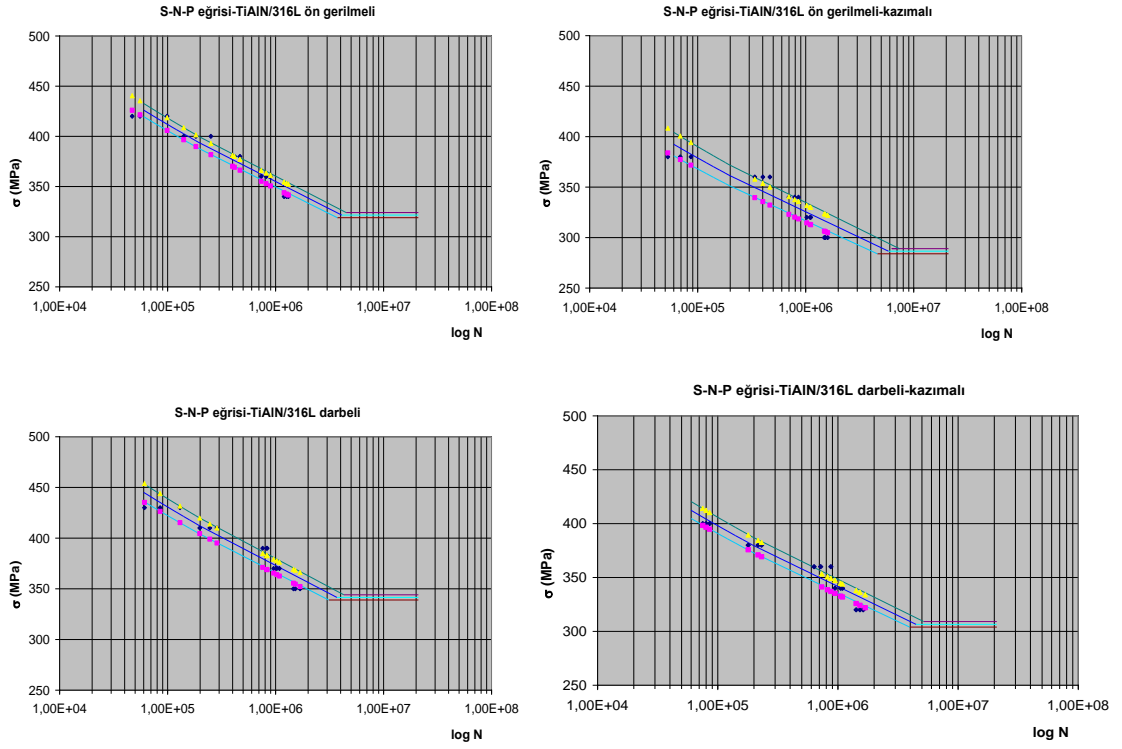 S-N-P eğrisi-TiAlN/316L ön gerilmeli
500
450
400
350
300
250
σ (MPa)
1,00E+04 1,00E+05 1,00E+06 1,00E+07 1,00E+08
log N
S-N-P eğrisi-TiAlN/316L ön gerilmeli-kazımalı
500
450
400
350
300
250
σ (MPa)
1,00E+04 1,00E+05 1,00E+06 1,00E+07 1,00E+08
log N
S-N-P eğrisi-TiAlN/316L darbeli
500
450
400
350
300
250
σ (MPa)
1,00E+04 1,00E+05 1,00E+06 1,00E+07 1,00E+08
log N
S-N-P eğrisi-TiAlN/316L darbeli-kazımalı
500
450
400
350
300
250
σ (MPa)
1,00E+04 1,00E+05 1,00E+06 1,00E+07 1,00E+08
log N